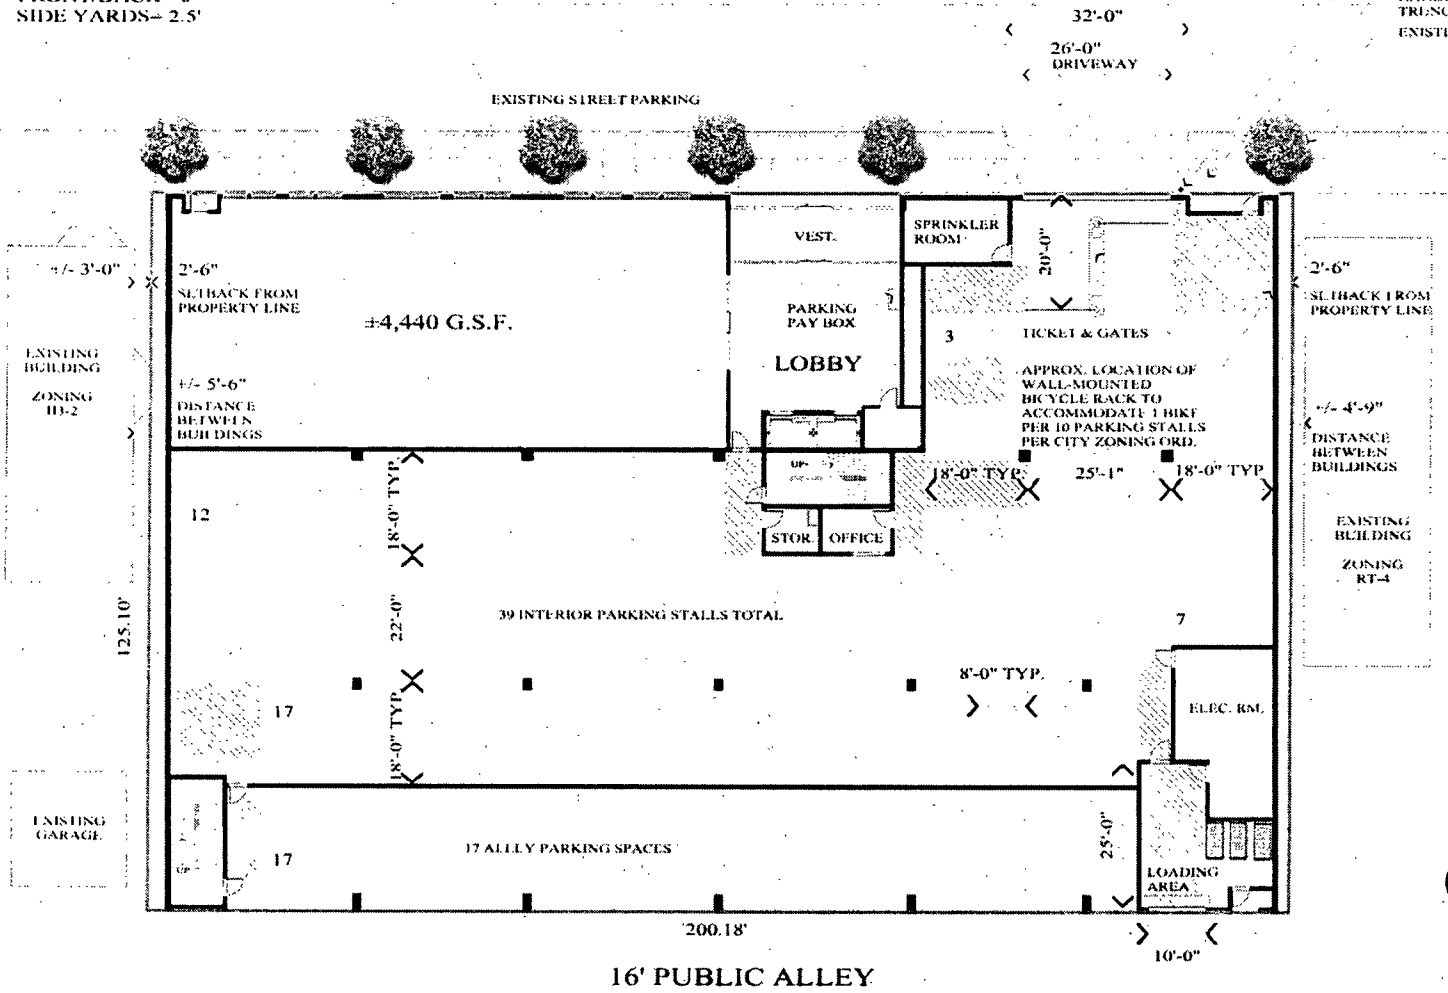 SIDE YARDS– 2.5'
32'-0"
26'-0"
DRIVEWAY
EXISTING STREET PARKING
+/- 3'-0"
2'-6"
SETBACK FROM
PROPERTY LINE
±4,440 G.S.F.
VEST.
SPRINKLER
ROOM
20'-0"
PARKING
PAY BOX
LOBBY
3
TICKET & GATES
2'-6"
SETBACK FROM
PROPERTY LINE
EXISTING
BUILDING
ZONING
B3-2
+/- 5'-6"
DISTANCE
BETWEEN
BUILDINGS
APPROX. LOCATION OF
WALL-MOUNTED
BICYCLE RACK TO
ACCOMMODATE 1 BIKE
PER 10 PARKING STALLS
PER CITY ZONING ORD.
+/- 4'-9"
DISTANCE
BETWEEN
BUILDINGS
12
18'-0" TYP.
UP
18'-0" TYP.
25'-1"
18'-0" TYP.
STOR.
OFFICE
EXISTING
BUILDING
ZONING
RT-4
125.10'
22'-0"
39 INTERIOR PARKING STALLS TOTAL
7
17
18'-0" TYP.
8'-0" TYP.
ELEC. RM.
EXISTING
GARAGE
UP
17
17 ALLEY PARKING SPACES
25'-0"
LOADING
AREA
200.18'
10'-0"
16' PUBLIC ALLEY